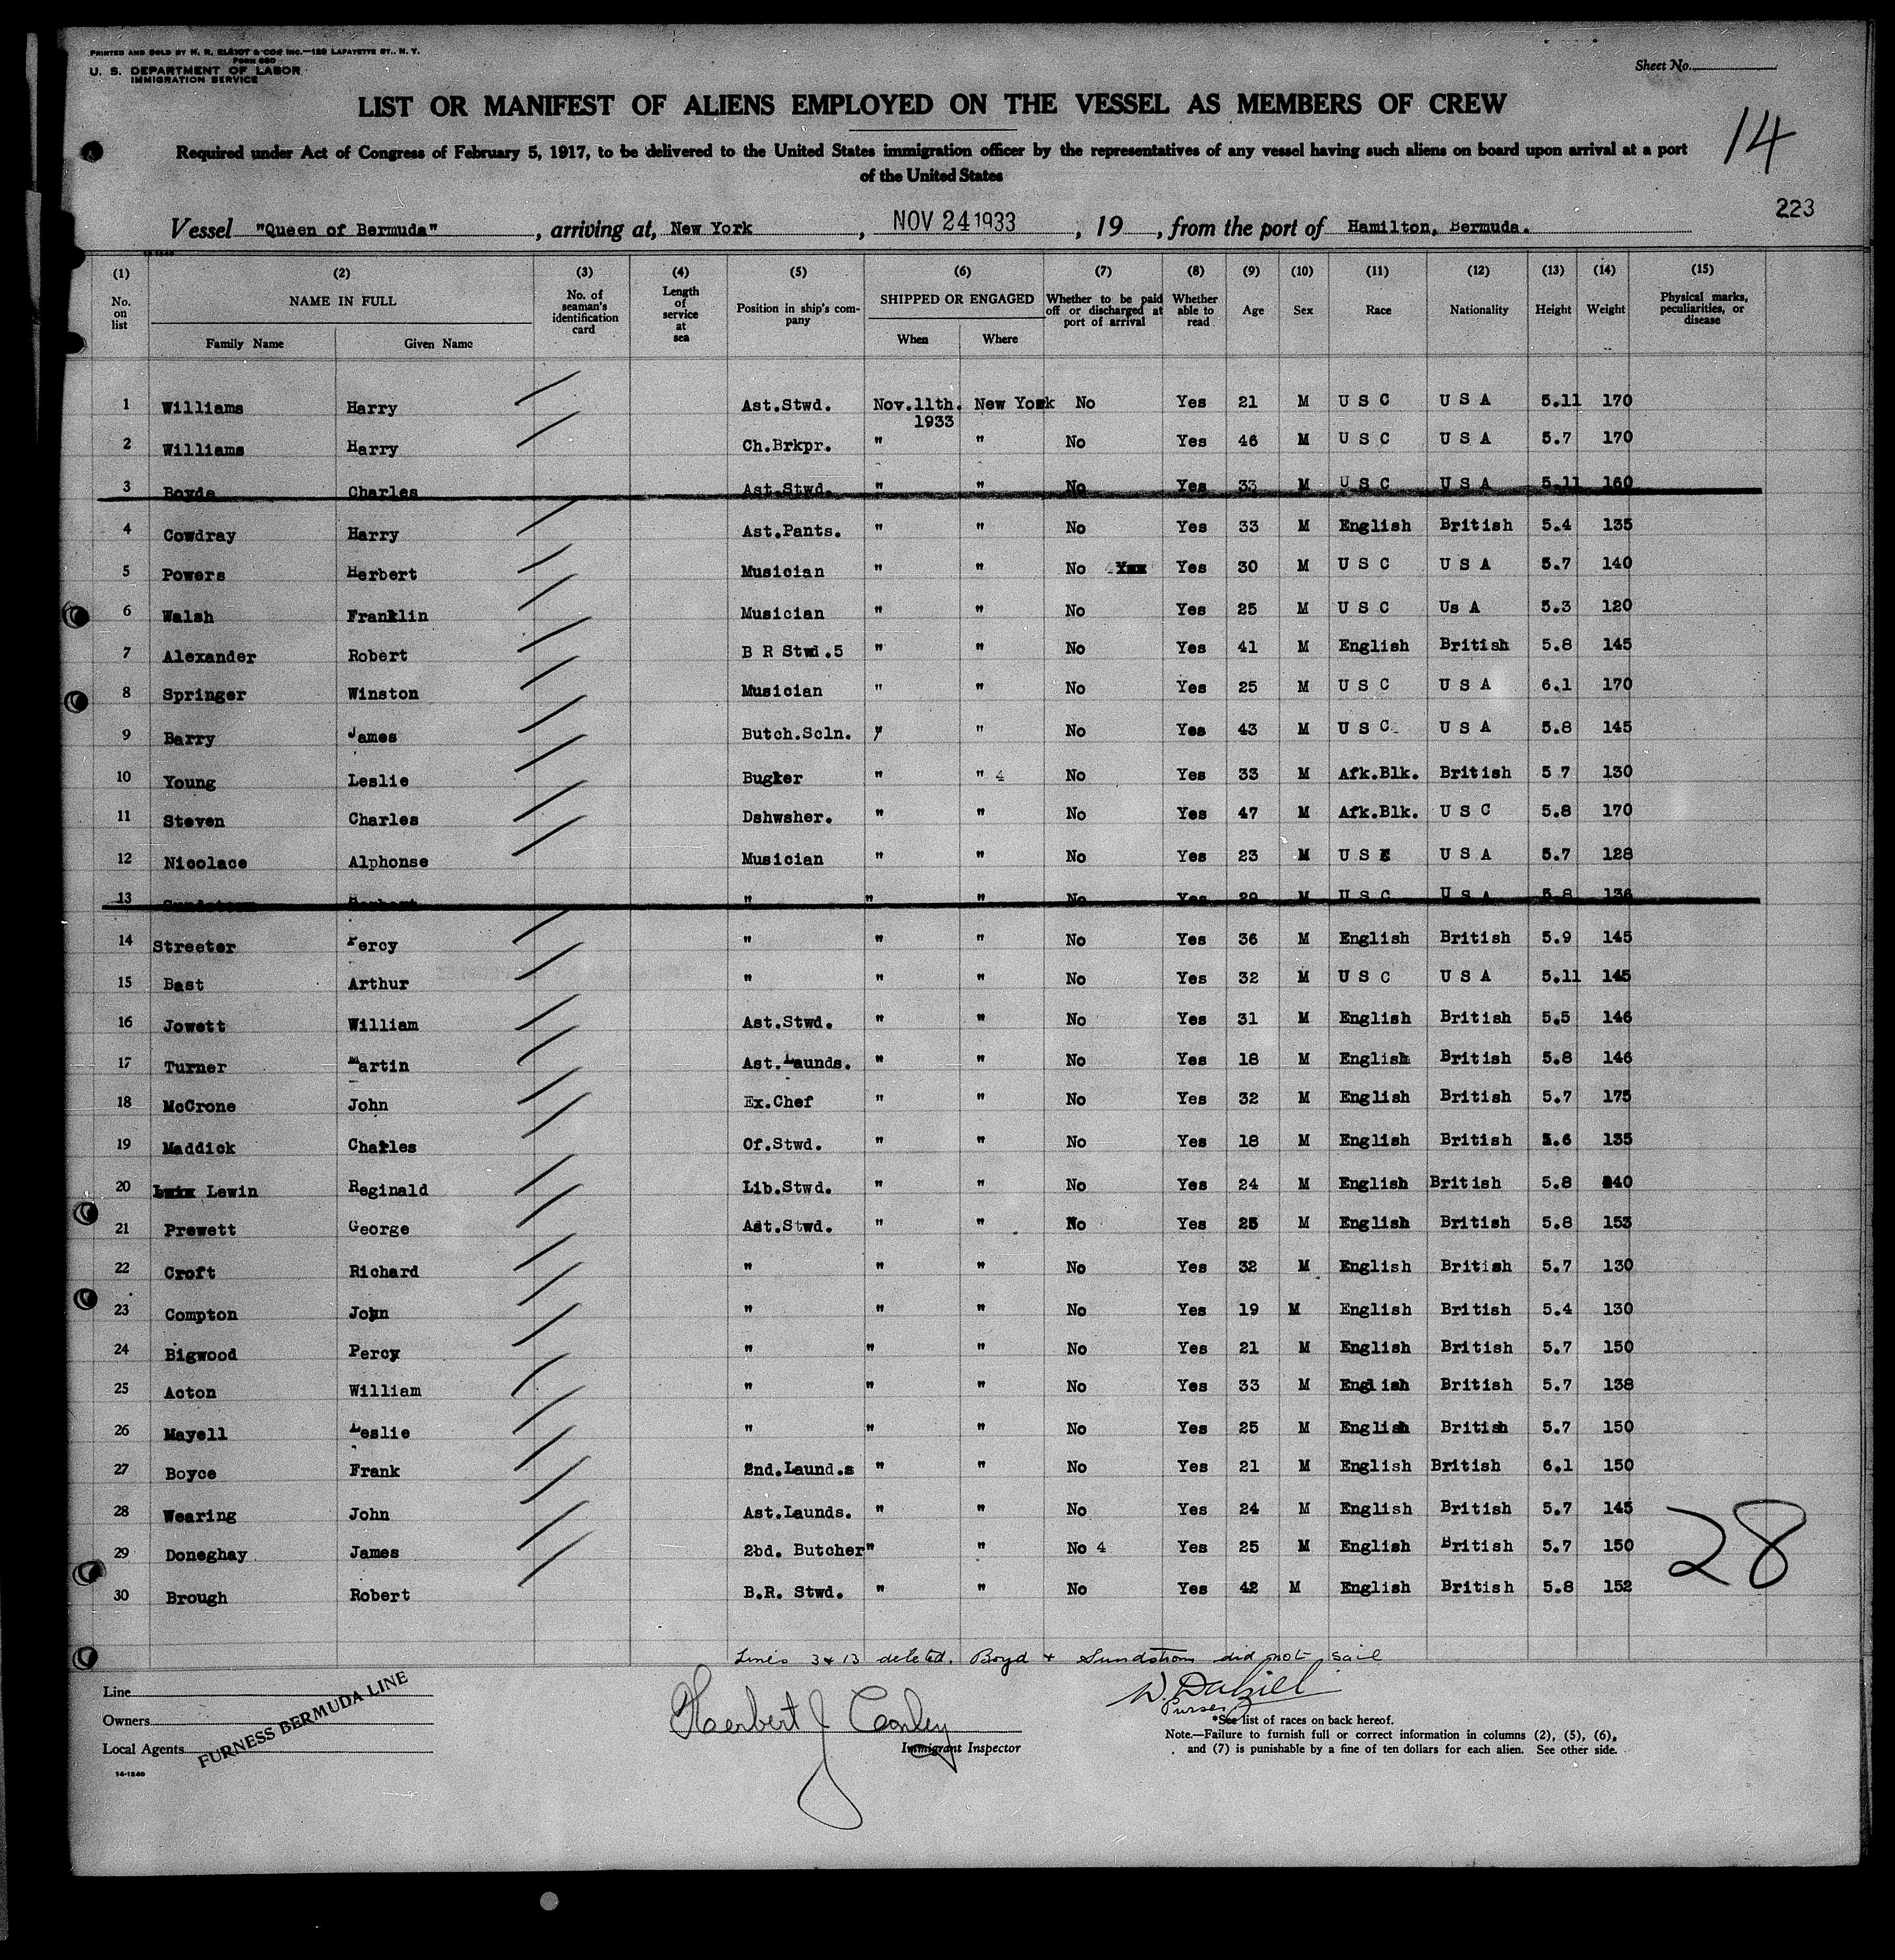 PRINTED AND SOLD BY H. R. ELLIOT & CO. INC.—129 LAFAYETTE ST., N. Y.
Form 680
U. S. DEPARTMENT OF LABOR
IMMIGRATION SERVICE
Sheet No.
LIST OR MANIFEST OF ALIENS EMPLOYED ON THE VESSEL AS MEMBERS OF CREW
14
Required under Act of Congress of February 5, 1917, to be delivered to the United States immigration officer by the representatives of any vessel having such aliens on board upon arrival at a port
of the United States
223
Vessel "Queen of Bermuda", arriving at, New York, NOV 24 1933, 19, from the port of Hamilton, Bermuda.
(1) (2) (3) (4) (5) (6) (7) (8) (9) (10) (11) (12) (13) (14) (15)
No. on list NAME IN FULL Family Name Given Name No. of seaman's identification card Length of service at sea Position in ship's company SHIPPED OR ENGAGED When Where Whether to be paid off or discharged at port of arrival Whether able to read Age Sex Race Nationality Height Weight Physical marks, peculiarities, or disease
1 Williams Harry Ast.Stwd. Nov.11th. 1933 New York No Yes 21 M U S C U S A 5.11 170
2 Williams Harry Ch.Brkpr. " " No Yes 46 M U S C U S A 5.7 170
3 Boyde Charles Ast.Stwd. " " No Yes 33 M U S C U S A 5.11 160
4 Cowdray Harry Ast.Pants. " " No Yes 33 M English British 5.4 135
5 Powers Herbert Musician " " No Yes 30 M U S C U S A 5.7 140
6 Walsh Franklin Musician " " No Yes 25 M U S C Us A 5.3 120
7 Alexander Robert B R Stwd.5 " " No Yes 41 M English British 5.8 145
8 Springer Winston Musician " " No Yes 25 M U S C U S A 6.1 170
9 Barry James Butch.Scln. " " No Yes 43 M U S C U S A 5.8 145
10 Young Leslie Bugler " " 4 No Yes 33 M Afk.Blk. British 5 7 130
11 Steven Charles Dshwsher. " " No Yes 47 M Afk.Blk. U S C 5.8 170
12 Nicolace Alphonse Musician " " No Yes 23 M U S C U S A 5.7 128
13 Sundstrom Herbert " " " No Yes 29 M U S C U S A 5.8 136
14 Streeter Percy " " " No Yes 36 M English British 5.9 145
15 Bast Arthur " " " No Yes 32 M U S C U S A 5.11 145
16 Jowett William Ast.Stwd. " " No Yes 31 M English British 5.5 146
17 Turner Martin Ast.Launds. " " No Yes 18 M English British 5.8 146
18 McCrone John Ex.Chef " " No Yes 32 M English British 5.7 175
19 Maddick Charles Of.Stwd. " " No Yes 18 M English British 5.6 135
20 Lewin Reginald Lib.Stwd. " " No Yes 24 M English British 5.8 240
21 Prewett George Ast.Stwd. " " No Yes 25 M English British 5.8 153
22 Croft Richard " " " No Yes 32 M English British 5.7 130
23 Compton John " " " No Yes 19 M English British 5.4 130
24 Bigwood Percy " " " No Yes 21 M English British 5.7 150
25 Acton William " " " No Yes 33 M English British 5.7 138
26 Mayell Leslie " " " No Yes 25 M English British 5.7 150
27 Boyce Frank 2nd.Laund.s " " No Yes 21 M English British 6.1 150
28 Wearing John Ast.Launds. " " No Yes 24 M English British 5.7 145
29 Doneghay James 2bd. Butcher " " No 4 Yes 25 M English British 5.7 150
30 Brough Robert B.R. Stwd. " " No Yes 42 M English British 5.8 152
28
Lines 3 & 13 deleted. Boyd & Sundstrom did not sail
Line
Owners
Local Agents
FURNESS BERMUDA LINE
Herbert J Conley
Immigrant Inspector
W. Dalziell
Purser
*See list of races on back hereof.
Note.—Failure to furnish full or correct information in columns (2), (5), (6),
and (7) is punishable by a fine of ten dollars for each alien. See other side.
14-1240